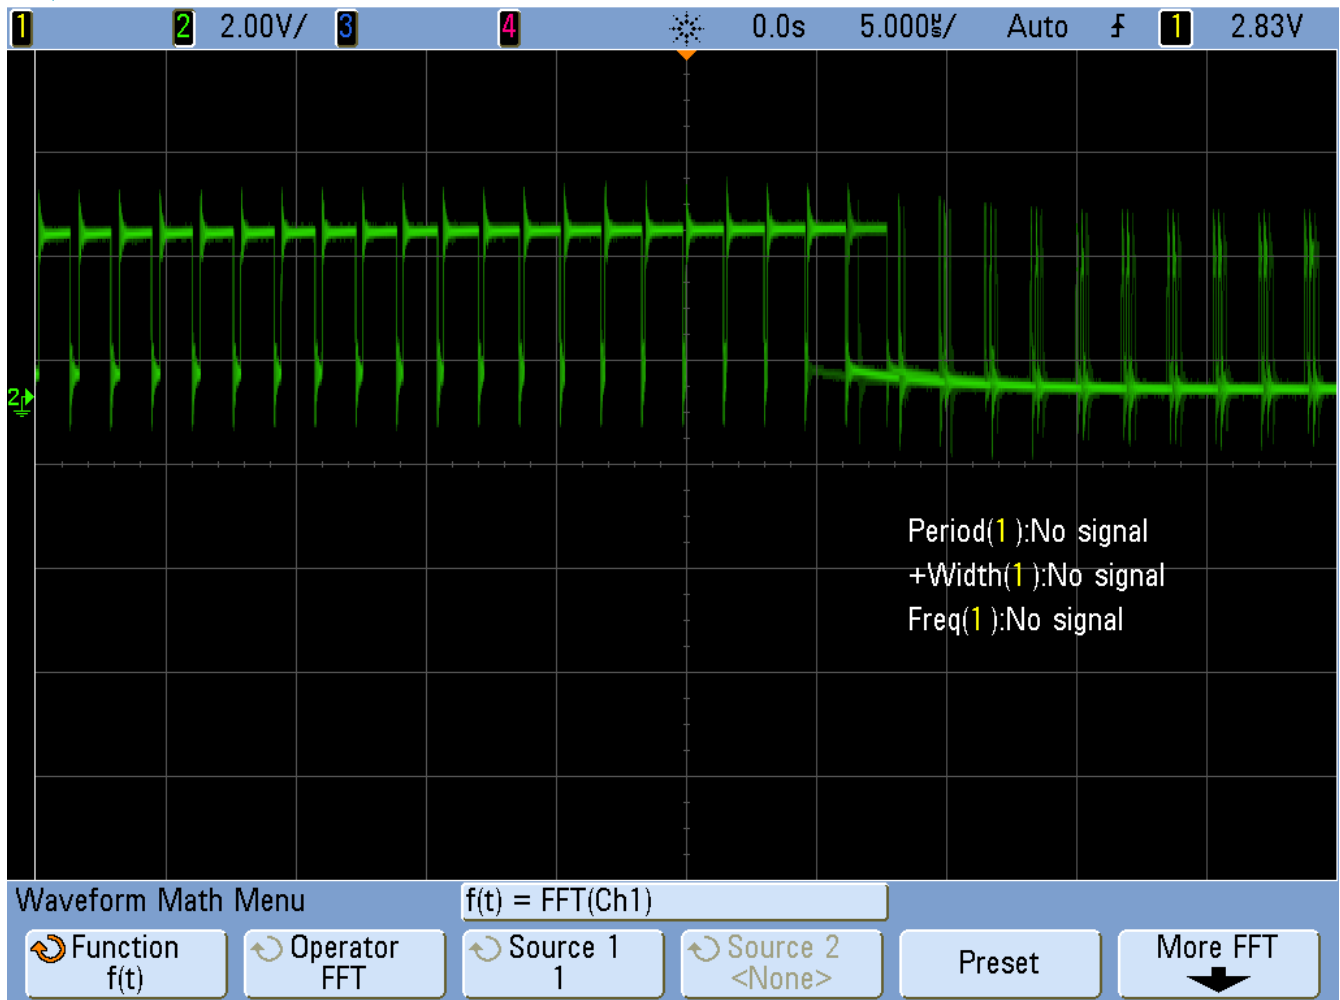 1 2 2.00V/ 3 4 0.0s 5.000µs/ Auto 1 2.83V
2
Period(1):No signal
+Width(1):No signal
Freq(1):No signal
Waveform Math Menu f(t) = FFT(Ch1)
Function Operator Source 1 Source 2 Preset More FFT
f(t) FFT 1 <None>